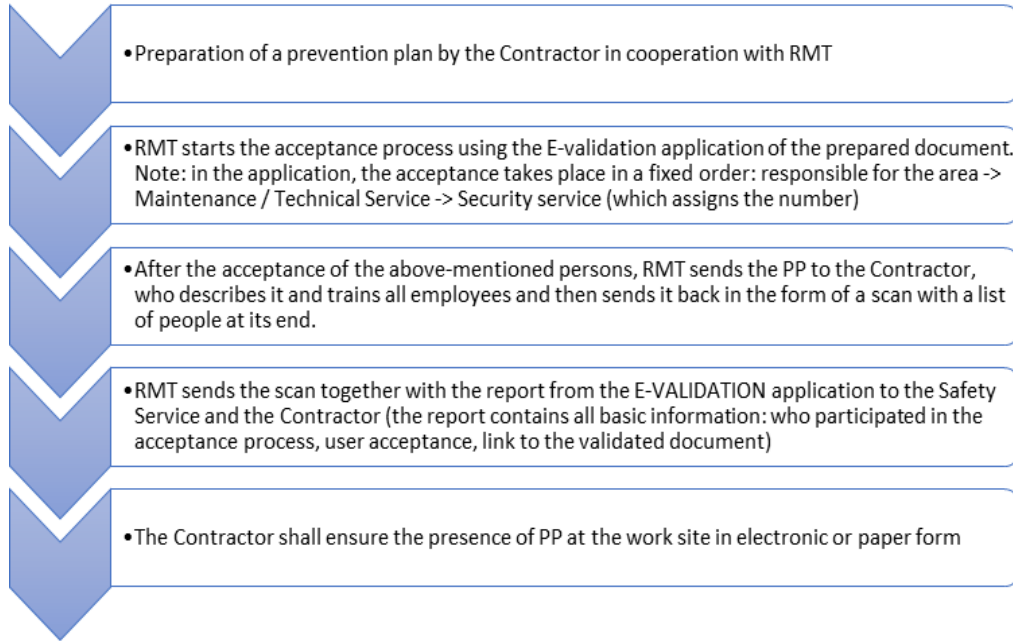 •Preparation of a prevention plan by the Contractor in cooperation with RMT
•RMT starts the acceptance process using the E-validation application of the prepared document.
Note: in the application, the acceptance takes place in a fixed order: responsible for the area ->
Maintenance / Technical Service -> Security service (which assigns the number)
•After the acceptance of the above-mentioned persons, RMT sends the PP to the Contractor,
who describes it and trains all employees and then sends it back in the form of a scan with a list
of people at its end.
•RMT sends the scan together with the report from the E-VALIDATION application to the Safety
Service and the Contractor (the report contains all basic information: who participated in the
acceptance process, user acceptance, link to the validated document)
•The Contractor shall ensure the presence of PP at the work site in electronic or paper form